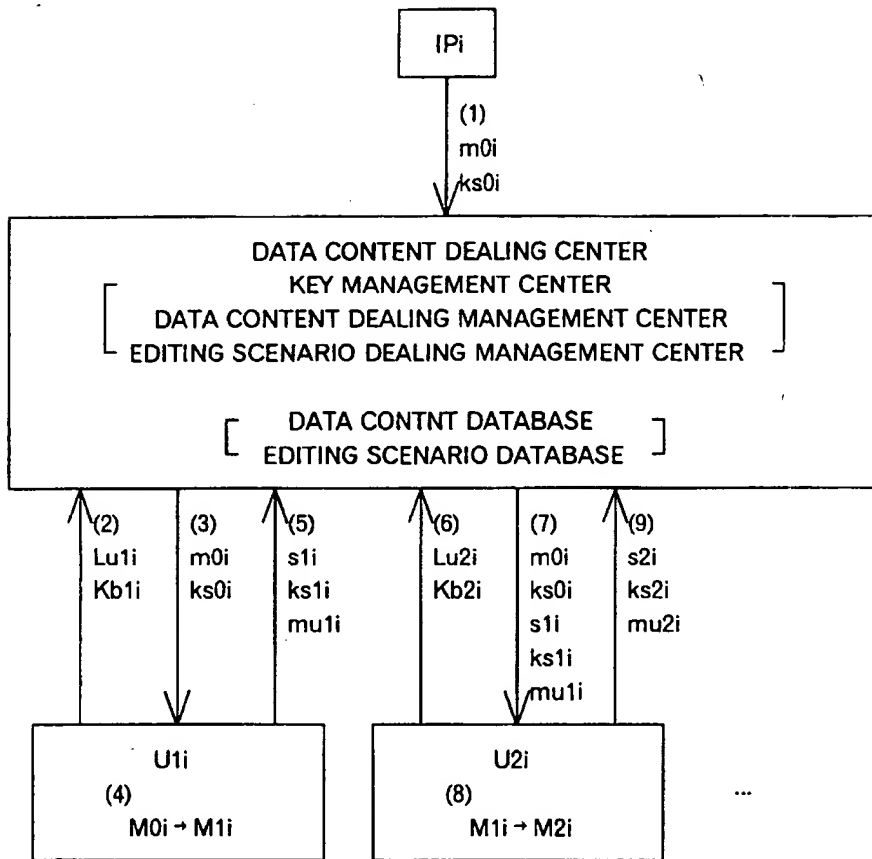 IPi
(1)
m0i
ks0i
DATA CONTENT DEALING CENTER
KEY MANAGEMENT CENTER
DATA CONTENT DEALING MANAGEMENT CENTER
EDITING SCENARIO DEALING MANAGEMENT CENTER
DATA CONTNT DATABASE
EDITING SCENARIO DATABASE
(2)
Lu1i
Kb1i
(3)
m0i
ks0i
(5)
s1i
ks1i
mu1i
(6)
Lu2i
Kb2i
(7)
m0i
ks0i
s1i
ks1i
mu1i
(9)
s2i
ks2i
mu2i
U1i
(4)
M0i → M1i
U2i
(8)
M1i → M2i
...